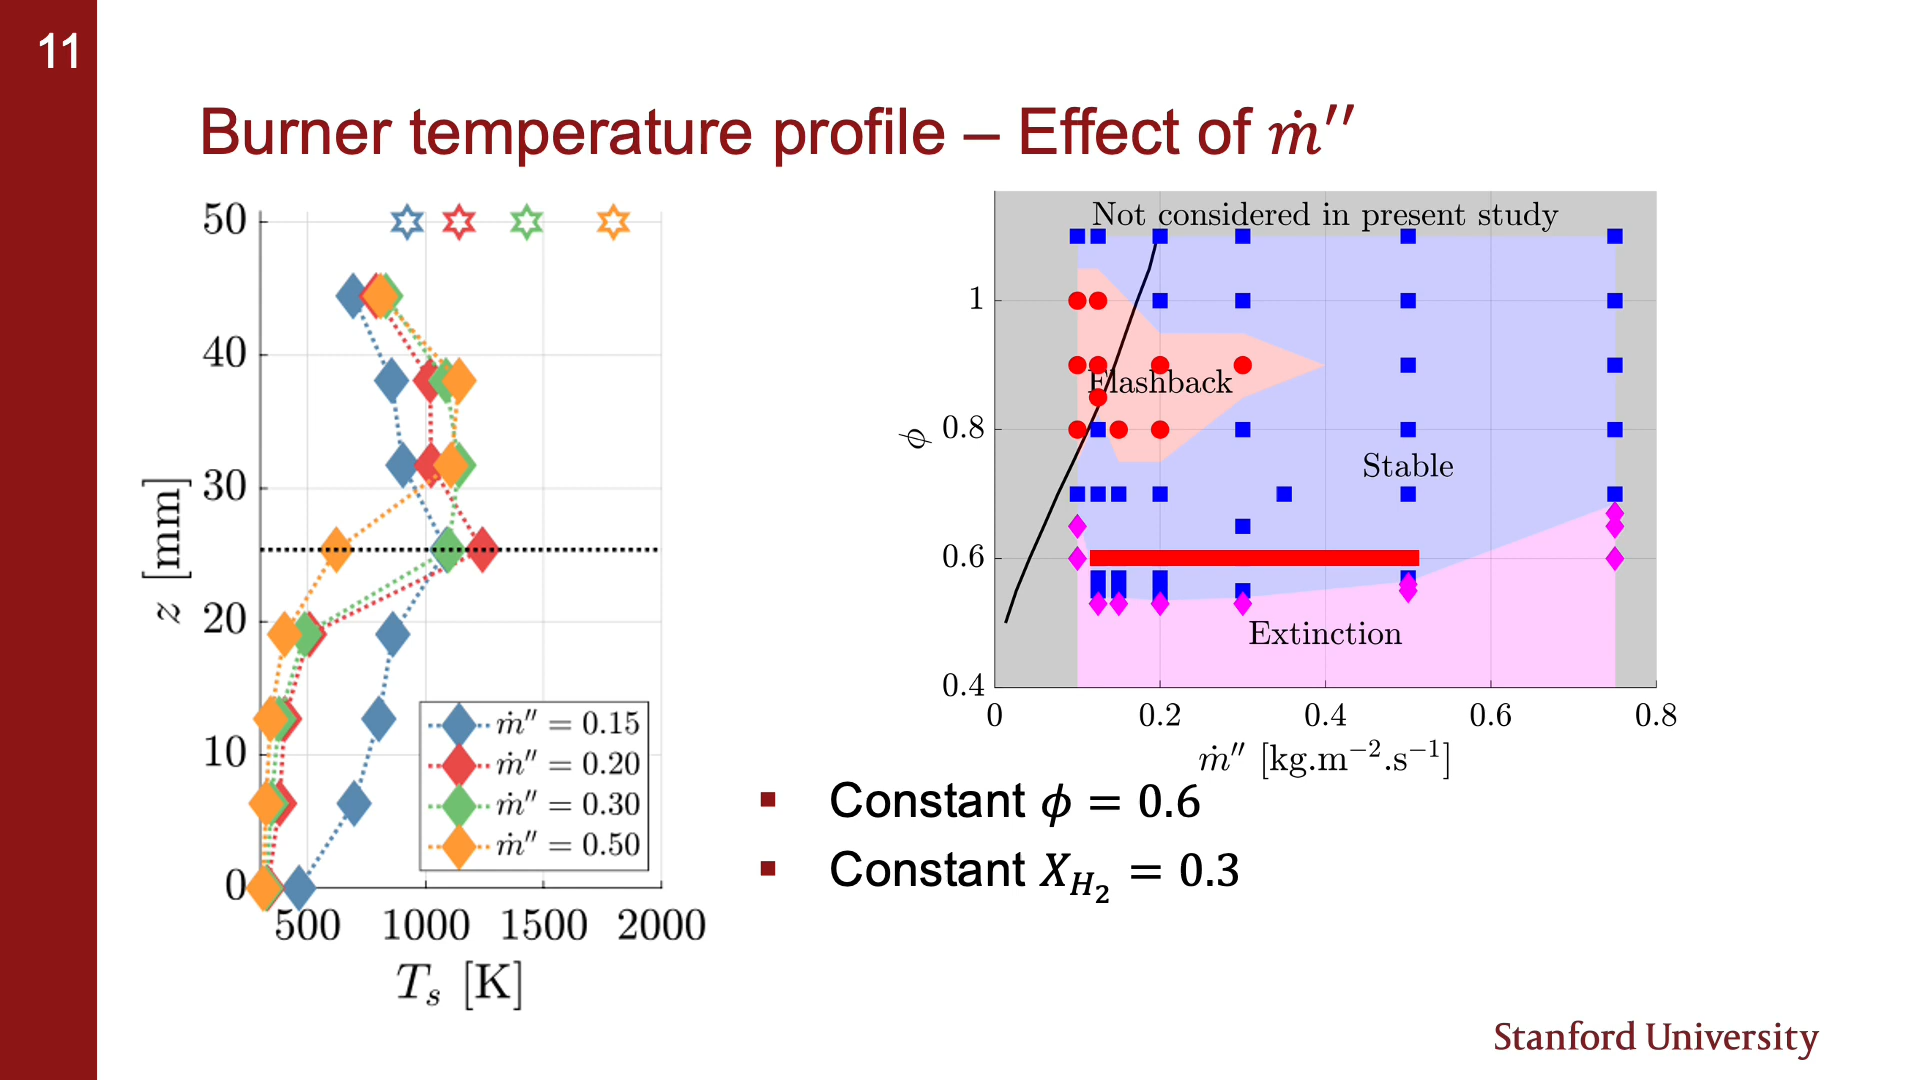 11
Burner temperature profile – Effect of ṁ′′
50
40
30
20
10
0
500 1000 1500 2000
z [mm]
T_s [K]
ṁ′′ = 0.15
ṁ′′ = 0.20
ṁ′′ = 0.30
ṁ′′ = 0.50
Not considered in present study
Flashback
Stable
Extinction
1
0.8
0.6
0.4
0 0.2 0.4 0.6 0.8
ϕ
ṁ′′ [kg.m⁻².s⁻¹]
▪ Constant ϕ = 0.6
▪ Constant X_{H₂} = 0.3
Stanford University